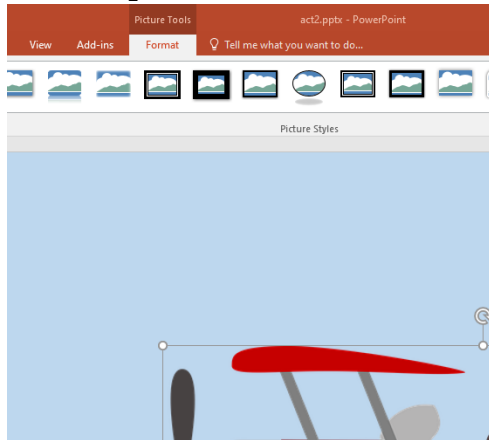 Picture Tools
act2.pptx - PowerPoint
View Add-ins Format Tell me what you want to do...
Picture Styles